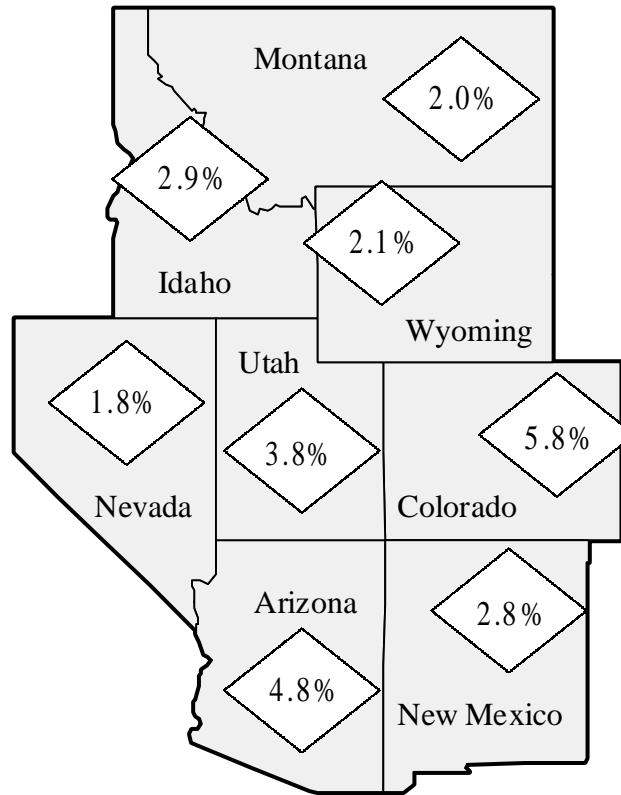 Montana
2.0%
2.9%
2.1%
Idaho
Wyoming
Utah
1.8%
3.8%
5.8%
Nevada
Colorado
Arizona
2.8%
4.8%
New Mexico